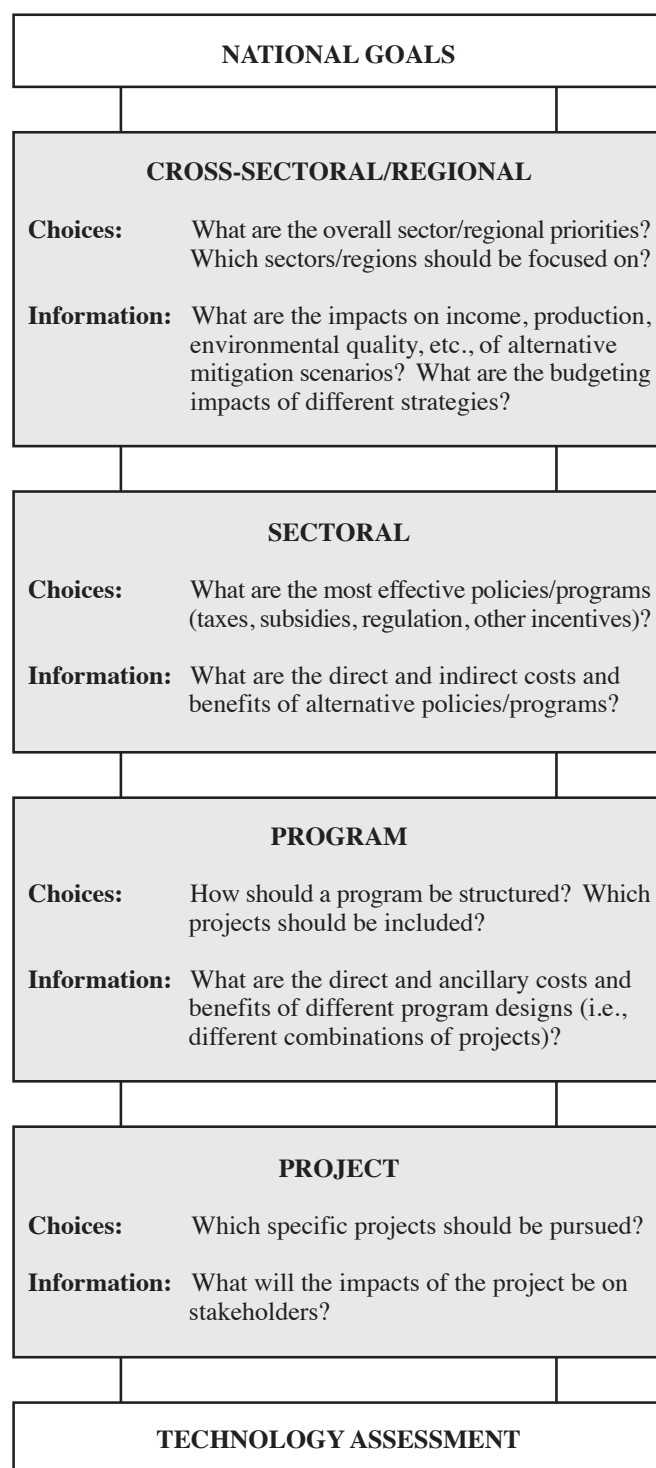 NATIONAL GOALS
CROSS-SECTORAL/REGIONAL
Choices: What are the overall sector/regional priorities?
Which sectors/regions should be focused on?
Information: What are the impacts on income, production,
environmental quality, etc., of alternative
mitigation scenarios? What are the budgeting
impacts of different strategies?
SECTORAL
Choices: What are the most effective policies/programs
(taxes, subsidies, regulation, other incentives)?
Information: What are the direct and indirect costs and
benefits of alternative policies/programs?
PROGRAM
Choices: How should a program be structured? Which
projects should be included?
Information: What are the direct and ancillary costs and
benefits of different program designs (i.e.,
different combinations of projects)?
PROJECT
Choices: Which specific projects should be pursued?
Information: What will the impacts of the project be on
stakeholders?
TECHNOLOGY ASSESSMENT